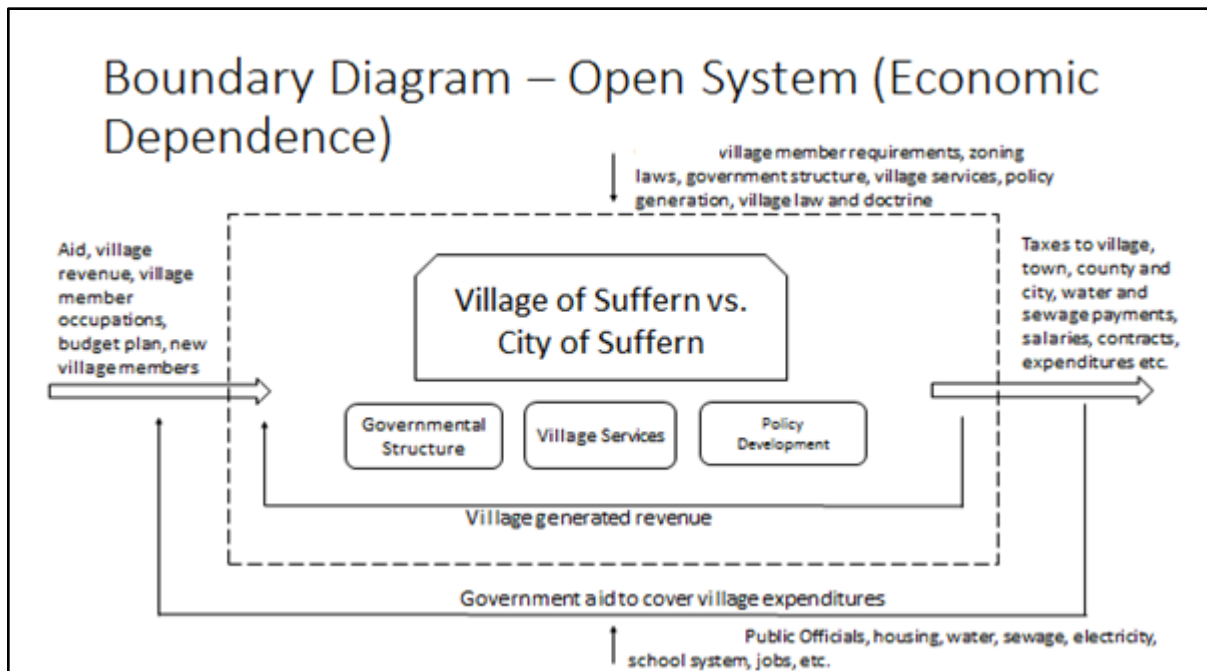 Boundary Diagram – Open System (Economic
Dependence)
village member requirements, zoning
laws, government structure, village services, policy
generation, village law and doctrine
Aid, village
revenue, village
member
occupations,
budget plan, new
village members
Taxes to village,
town, county and
city, water and
sewage payments,
salaries, contracts,
expenditures etc.
Village of Suffern vs.
City of Suffern
Governmental
Structure
Village Services
Policy
Development
Village generated revenue
Government aid to cover village expenditures
Public Officials, housing, water, sewage, electricity,
school system, jobs, etc.